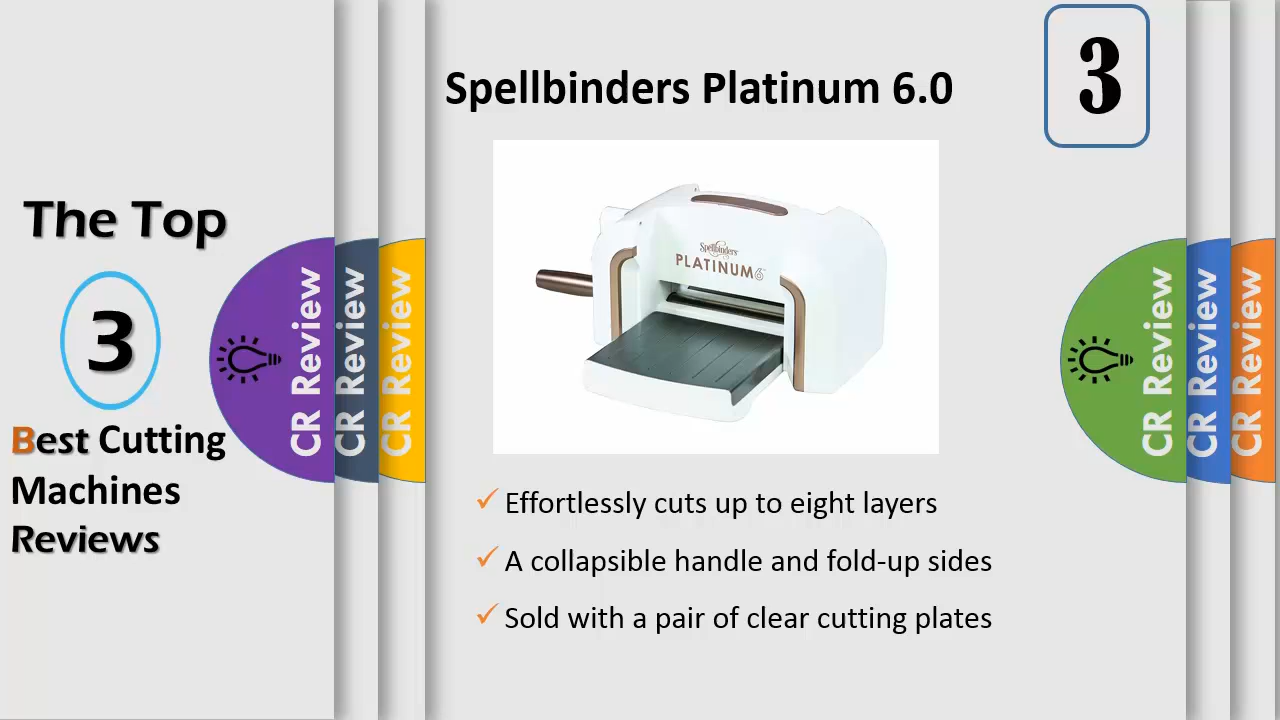 The Top
3
Best Cutting
Machines
Reviews
CR Review
CR Review
CR Review
Spellbinders Platinum 6.0
3
Spellbinders
PLATINUM 6™
✓ Effortlessly cuts up to eight layers
✓ A collapsible handle and fold-up sides
✓ Sold with a pair of clear cutting plates
CR Review
CR Review
CR Review